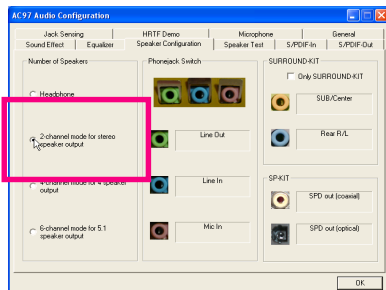 AC97 Audio Configuration
Jack Sensing
HRTF Demo
Microphone
General
Sound Effect
Equalizer
Speaker Configuration
Speaker Test
S/PDIF-In
S/PDIF-Out
Number of Speakers
Headphone
2-channel mode for stereo
speaker output
4-channel mode for 4 speaker
output
6-channel mode for 5.1
speaker output
Phonejack Switch
Line Out
Line In
Mic In
SURROUND-KIT
Only SURROUND-KIT
SUB/Center
Rear R/L
SP-KIT
SPD out (coaxial)
SPD out (optical)
OK